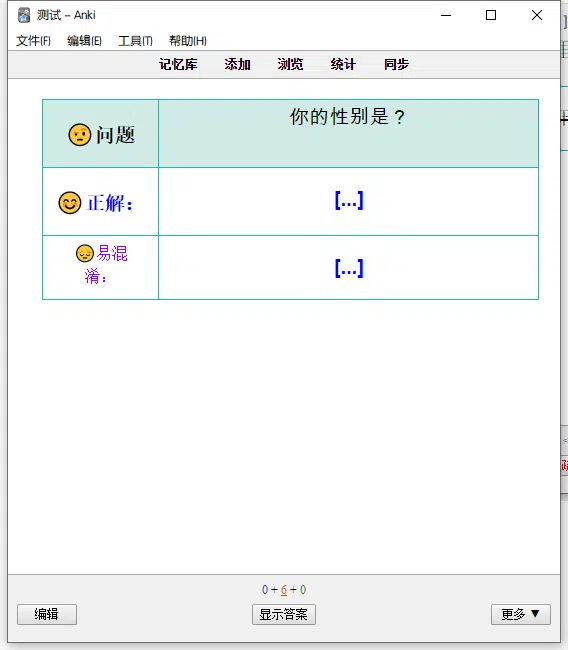 测试 – Anki
文件(F) 编辑(E) 工具(T) 帮助(H)
记忆库 添加 浏览 统计 同步
问题
你的性别是？
正解：
[...]
易混
淆：
[...]
0 + 6 + 0
编辑 显示答案 更多 ▼